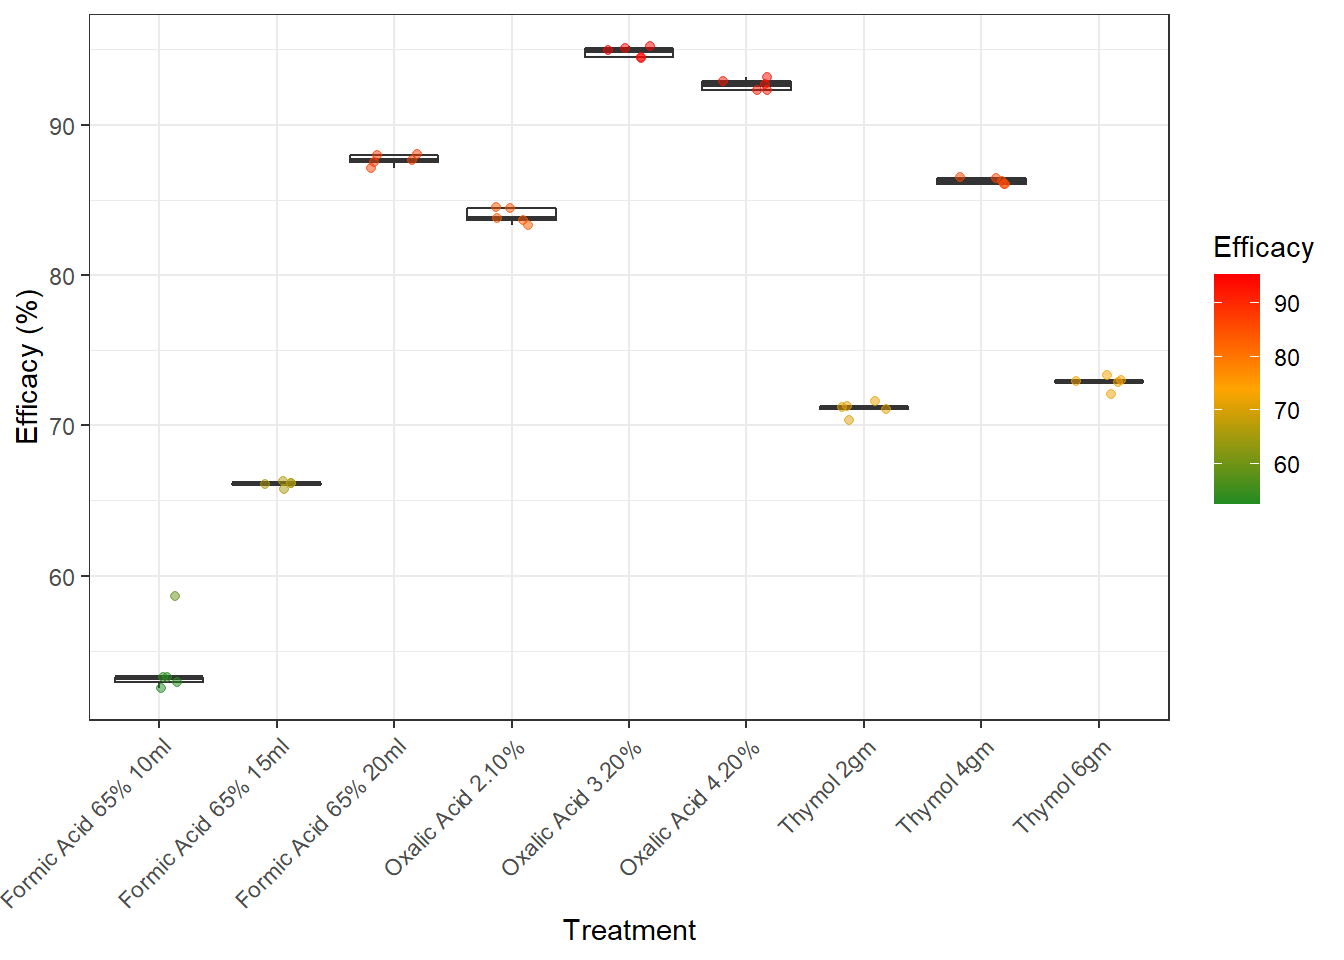 Efficacy (%)
90
80
70
60
Formic Acid 65% 10ml
Formic Acid 65% 15ml
Formic Acid 65% 20ml
Oxalic Acid 2.10%
Oxalic Acid 3.20%
Oxalic Acid 4.20%
Thymol 2gm
Thymol 4gm
Thymol 6gm
Treatment
Efficacy
90
80
70
60